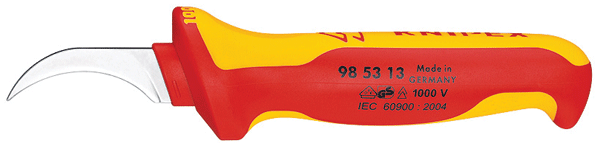 KNIPEX
98 53 13 Made in GERMANY
1000 V
IEC 60900 : 2004